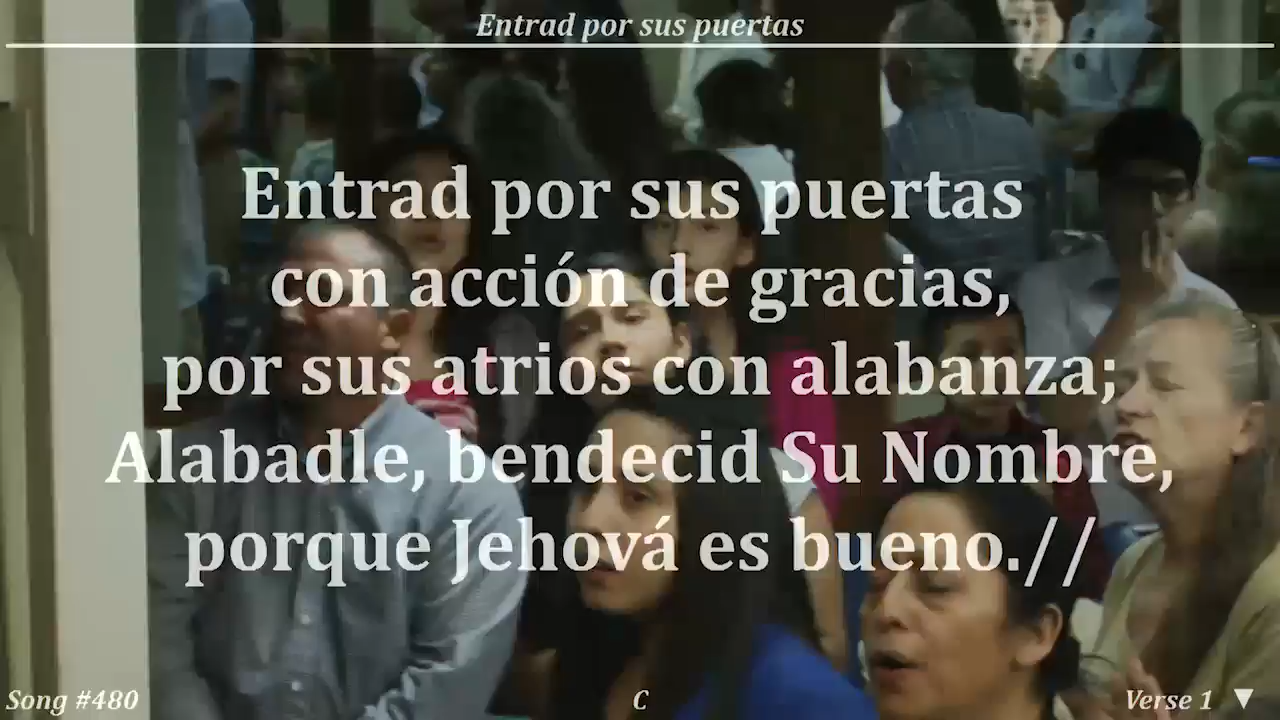 Entrad por sus puertas
Entrad por sus puertas
con acción de gracias,
por sus atrios con alabanza;
Alabadle, bendecid Su Nombre,
porque Jehová es bueno.//
Song #480
C
Verse 1 ▼